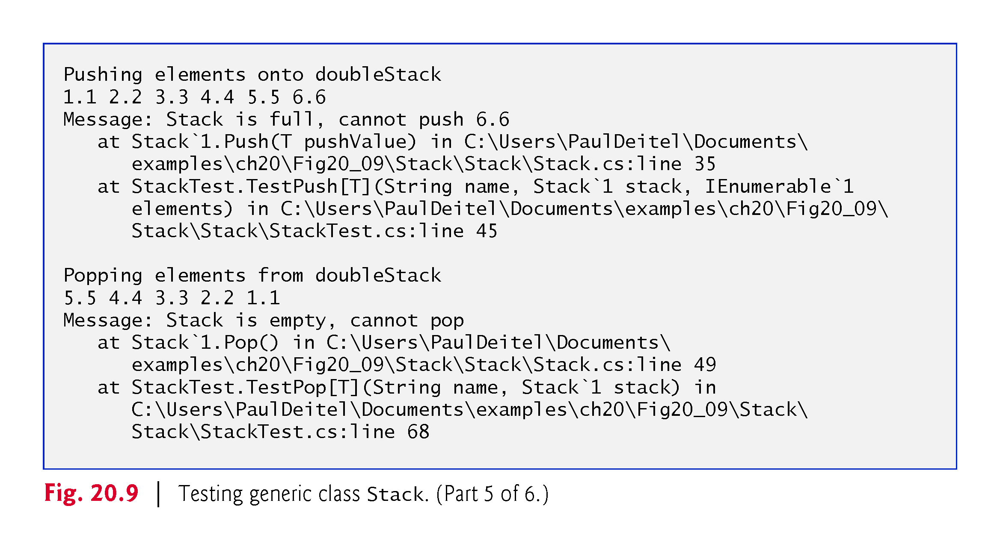 Pushing elements onto doubleStack
1.1 2.2 3.3 4.4 5.5 6.6
Message: Stack is full, cannot push 6.6
   at Stack`1.Push(T pushValue) in C:\Users\PaulDeitel\Documents\
      examples\ch20\Fig20_09\Stack\Stack\Stack.cs:line 35
   at StackTest.TestPush[T](String name, Stack`1 stack, IEnumerable`1
      elements) in C:\Users\PaulDeitel\Documents\examples\ch20\Fig20_09\
      Stack\Stack\StackTest.cs:line 45

Popping elements from doubleStack
5.5 4.4 3.3 2.2 1.1
Message: Stack is empty, cannot pop
   at Stack`1.Pop() in C:\Users\PaulDeitel\Documents\
      examples\ch20\Fig20_09\Stack\Stack\Stack.cs:line 49
   at StackTest.TestPop[T](String name, Stack`1 stack) in
      C:\Users\PaulDeitel\Documents\examples\ch20\Fig20_09\Stack\
      Stack\StackTest.cs:line 68
Fig. 20.9 | Testing generic class Stack. (Part 5 of 6.)